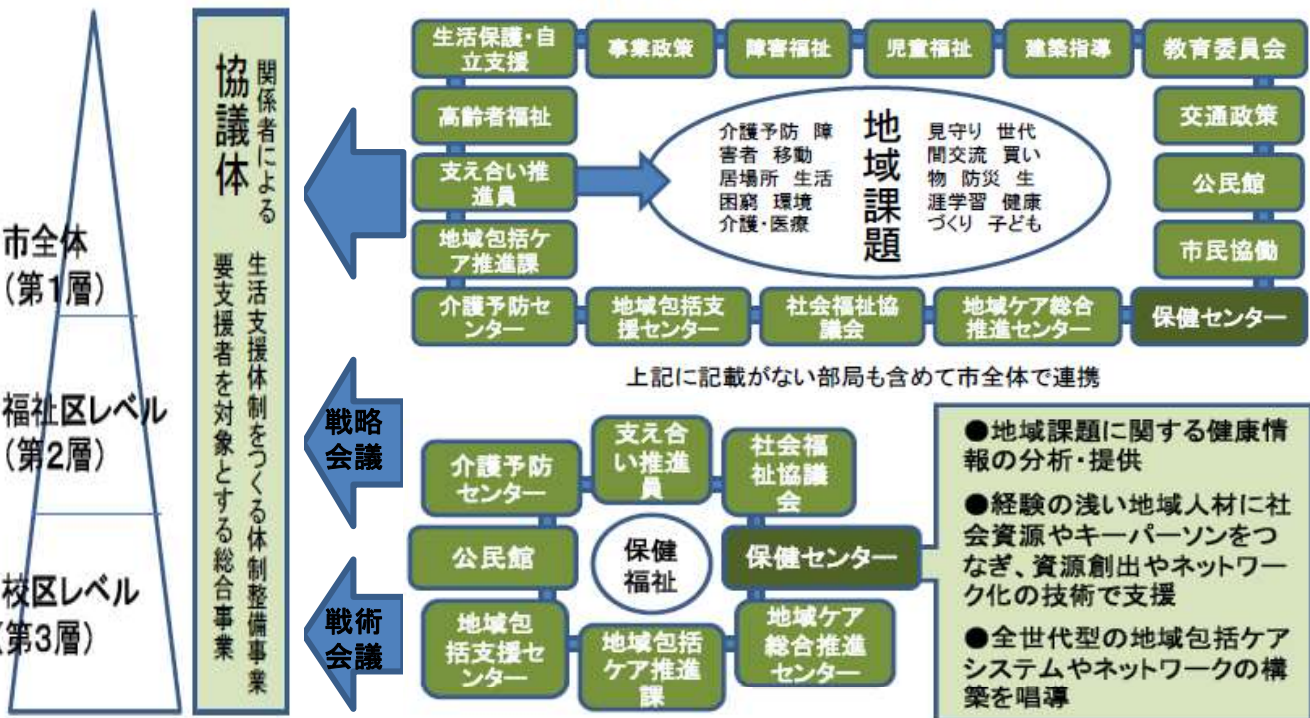 市全体
(第1層)
福祉区レベル
(第2層)
校区レベル
(第3層)
関係者による
協議体
生活支援体制をつくる体制整備事業
要支援者を対象とする総合事業
生活保護・自
立支援
事業政策
障害福祉
児童福祉
建築指導
教育委員会
高齢者福祉
支え合い推
進員
地域包括ケ
ア推進課
交通政策
公民館
市民協働
介護予防 障
害者 移動
居場所 生活
困窮 環境
介護・医療
地域課題
見守り 世代
間交流 買い
物 防災 生
涯学習 健康
づくり 子ども
介護予防セ
ンター
地域包括支
援センター
社会福祉協
議会
地域ケア総合
推進センター
保健センター
上記に記載がない部局も含めて市全体で連携
戦略
会議
戦術
会議
介護予防
センター
支え合
い推進
員
社会福
祉協議
会
公民館
保健
福祉
保健センター
地域包
括支援セ
ンター
地域包括
ケア推進
課
地域ケア
総合推進
センター
●地域課題に関する健康情
報の分析・提供
●経験の浅い地域人材に社
会資源やキーパーソンをつ
なぎ、資源創出やネットワー
ク化の技術で支援
●全世代型の地域包括ケア
システムやネットワークの構
築を唱導